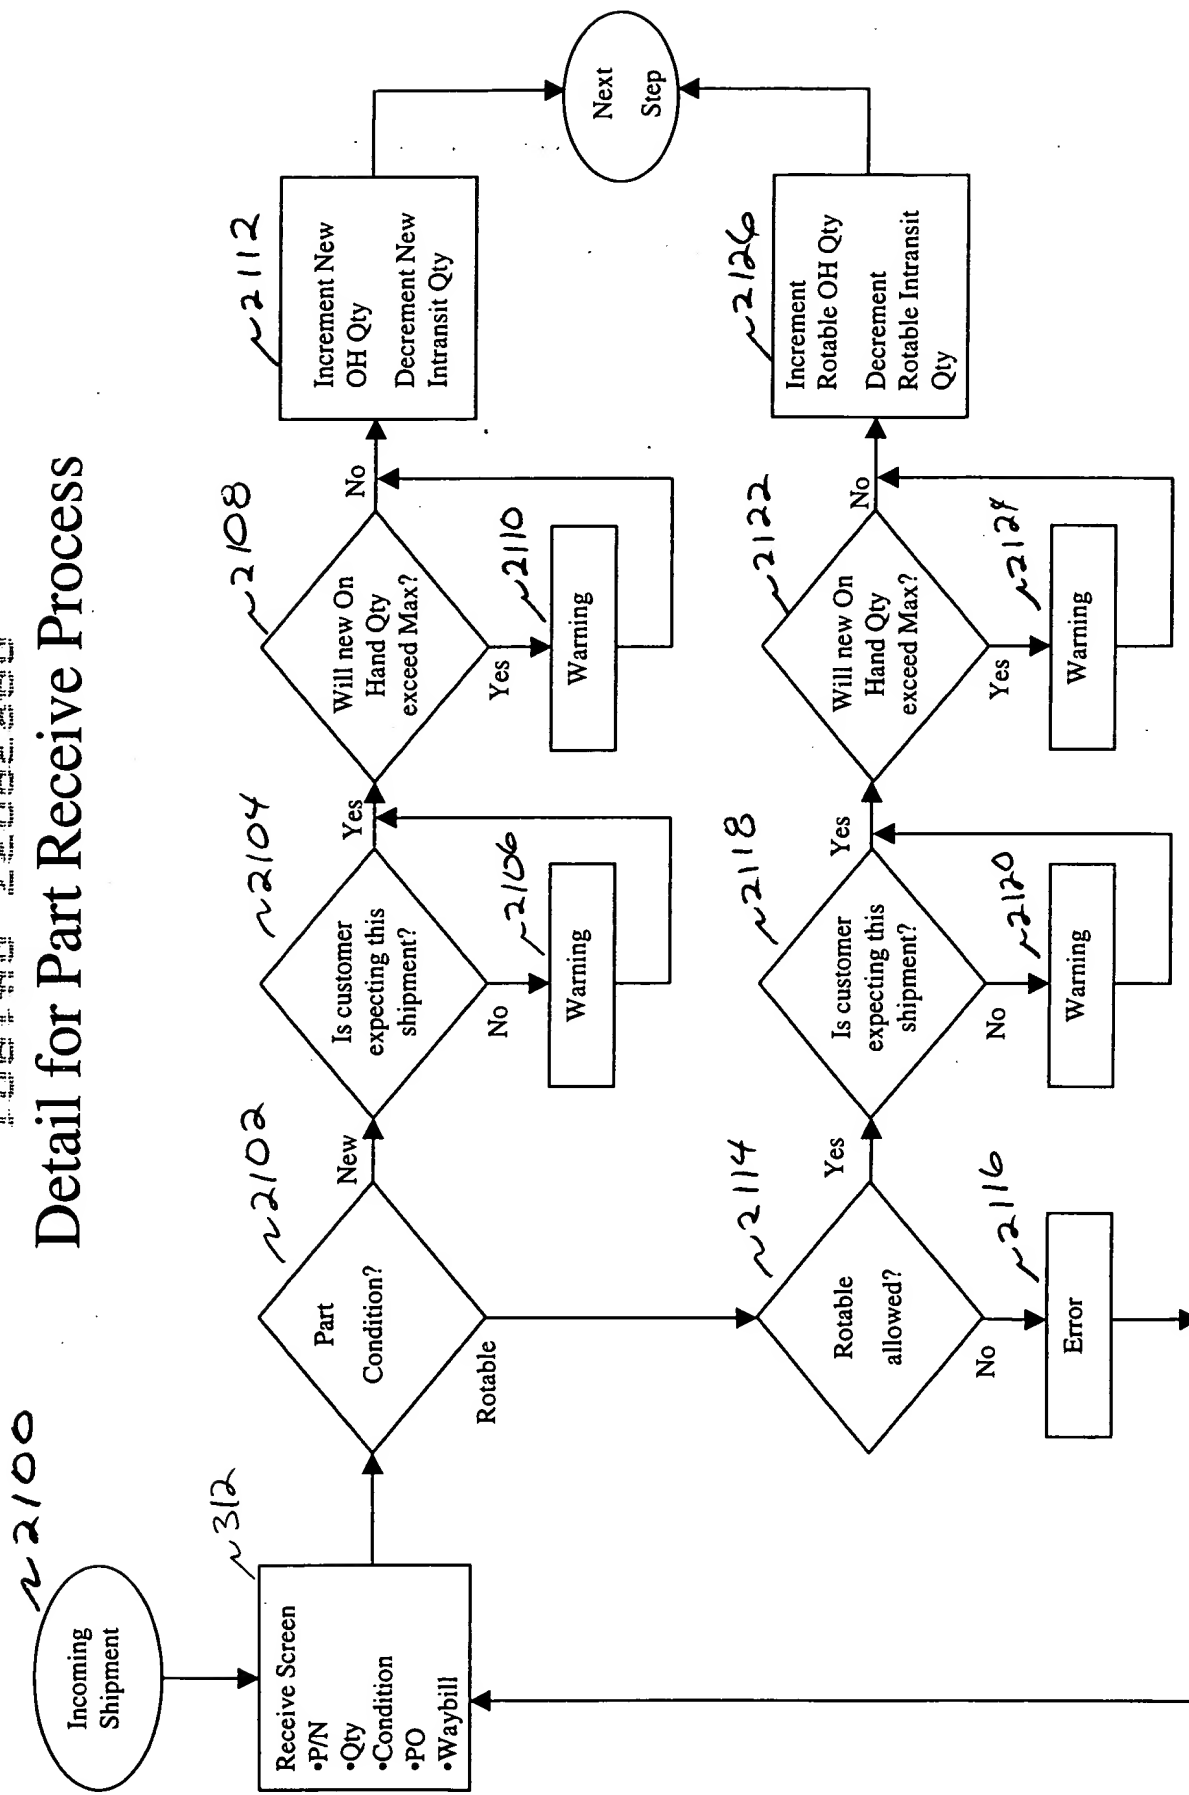 Detail for Part Receive Process
~2100
Incoming
Shipment
~312
Receive Screen
•P/N
•Qty
•Condition
•PO
•Waybill
~2102
Part
Condition?
New
Rotable
~2104
Is customer
expecting this
shipment?
Yes
No
~2106
Warning
~2108
Will new On
Hand Qty
exceed Max?
No
Yes
~2110
Warning
~2112
Increment New
OH Qty
Decrement New
Intransit Qty
Next
Step
~2114
Rotable
allowed?
Yes
No
~2116
Error
~2118
Is customer
expecting this
shipment?
Yes
No
~2120
Warning
~2122
Will new On
Hand Qty
exceed Max?
No
Yes
~2124
Warning
~2126
Increment
Rotable OH Qty
Decrement
Rotable Intransit
Qty